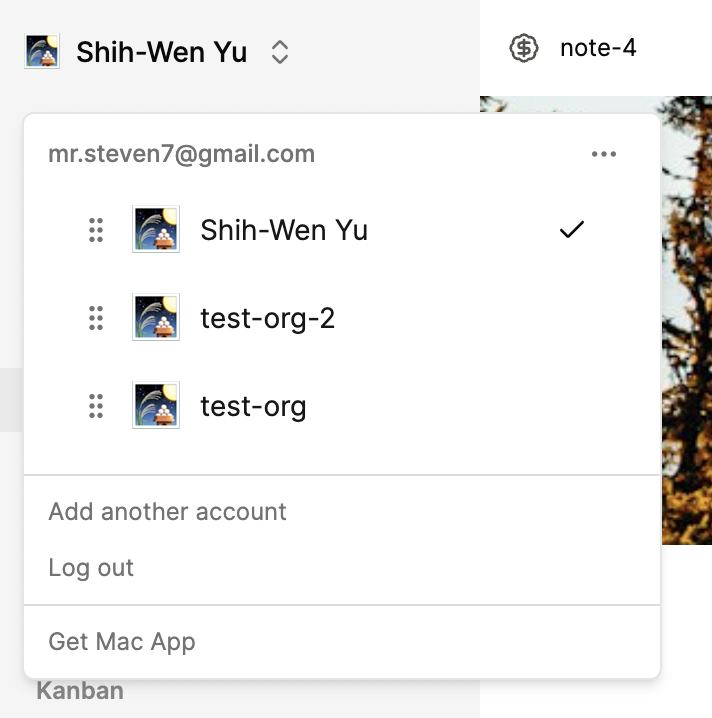 Shih-Wen Yu
note-4
mr.steven7@gmail.com
Shih-Wen Yu
test-org-2
test-org
Add another account
Log out
Get Mac App
Kanban